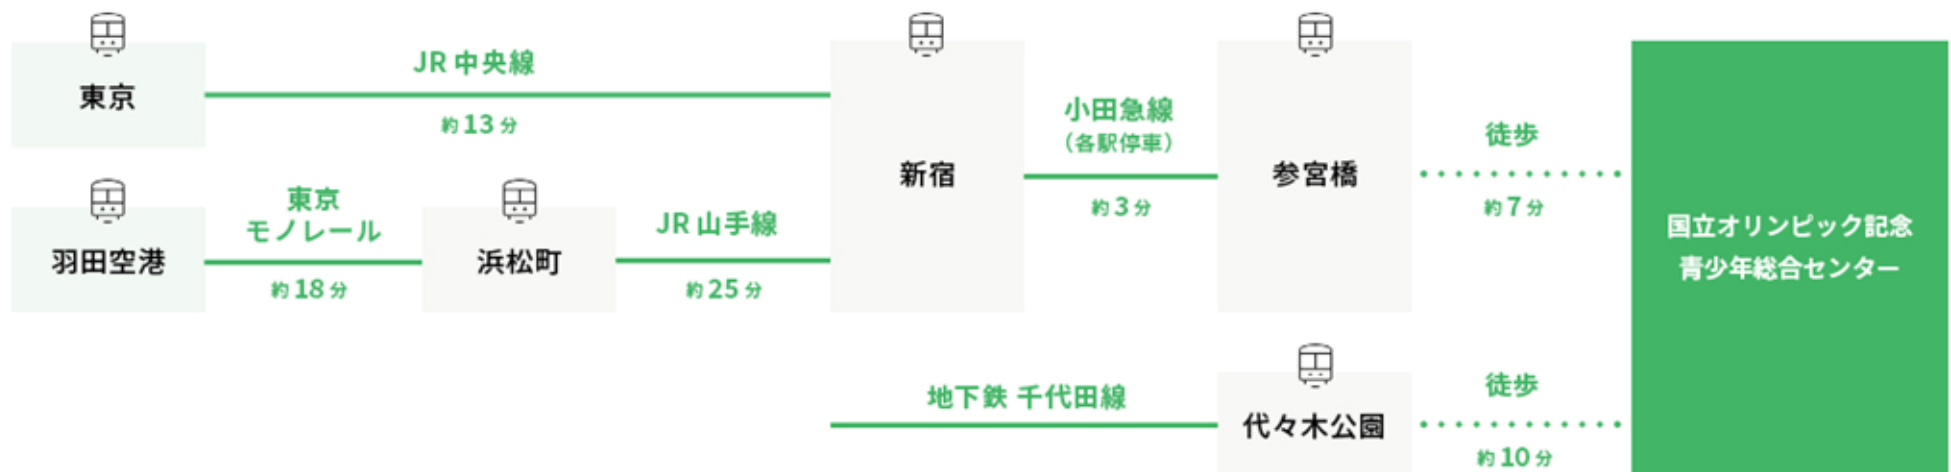 東京
JR 中央線
約 13 分
羽田空港
東京
モノレール
約 18 分
浜松町
JR 山手線
約 25 分
新宿
小田急線
（各駅停車）
約 3 分
参宮橋
徒歩
約 7 分
地下鉄 千代田線
代々木公園
徒歩
約 10 分
国立オリンピック記念
青少年総合センター